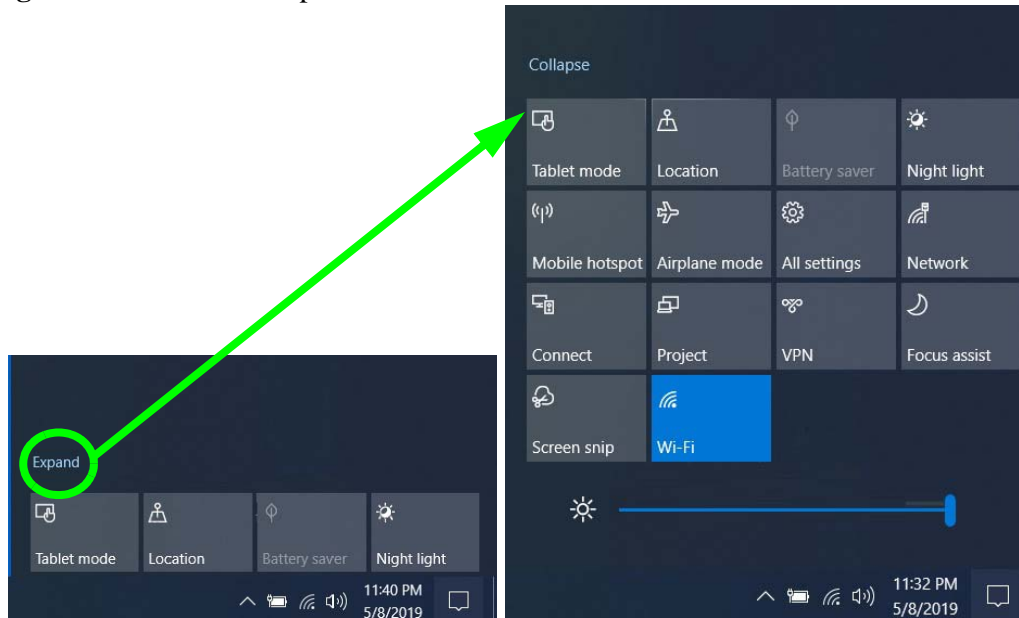 Collapse
Tablet mode Location Battery saver Night light
Mobile hotspot Airplane mode All settings Network
Connect Project VPN Focus assist
Screen snip Wi-Fi
11:32 PM
5/8/2019
Expand
Tablet mode Location Battery saver Night light
11:40 PM
5/8/2019